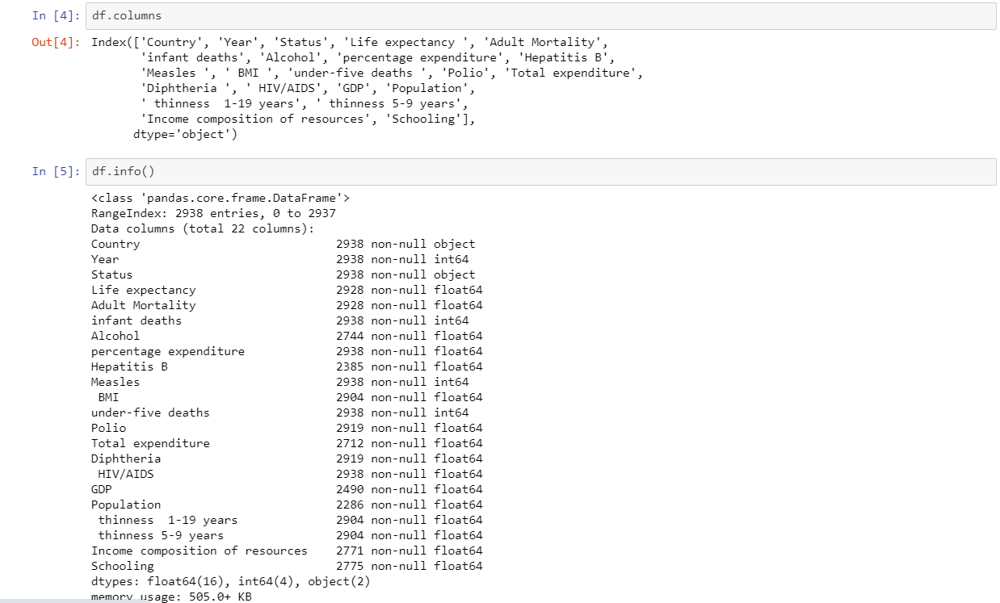 In [4]: df.columns
Out[4]: Index(['Country', 'Year', 'Status', 'Life expectancy ', 'Adult Mortality',
'infant deaths', 'Alcohol', 'percentage expenditure', 'Hepatitis B',
'Measles ', ' BMI ', 'under-five deaths ', 'Polio', 'Total expenditure',
'Diphtheria ', ' HIV/AIDS', 'GDP', 'Population',
' thinness  1-19 years', ' thinness 5-9 years',
'Income composition of resources', 'Schooling'],
dtype='object')
In [5]: df.info()
<class 'pandas.core.frame.DataFrame'>
RangeIndex: 2938 entries, 0 to 2937
Data columns (total 22 columns):
Country                            2938 non-null object
Year                               2938 non-null int64
Status                             2938 non-null object
Life expectancy                    2928 non-null float64
Adult Mortality                    2928 non-null float64
infant deaths                      2938 non-null int64
Alcohol                            2744 non-null float64
percentage expenditure             2938 non-null float64
Hepatitis B                        2385 non-null float64
Measles                            2938 non-null int64
 BMI                               2904 non-null float64
under-five deaths                  2938 non-null int64
Polio                              2919 non-null float64
Total expenditure                  2712 non-null float64
Diphtheria                         2919 non-null float64
 HIV/AIDS                          2938 non-null float64
GDP                                2490 non-null float64
Population                         2286 non-null float64
 thinness  1-19 years              2904 non-null float64
 thinness 5-9 years                2904 non-null float64
Income composition of resources    2771 non-null float64
Schooling                          2775 non-null float64
dtypes: float64(16), int64(4), object(2)
memory usage: 505.0+ KB